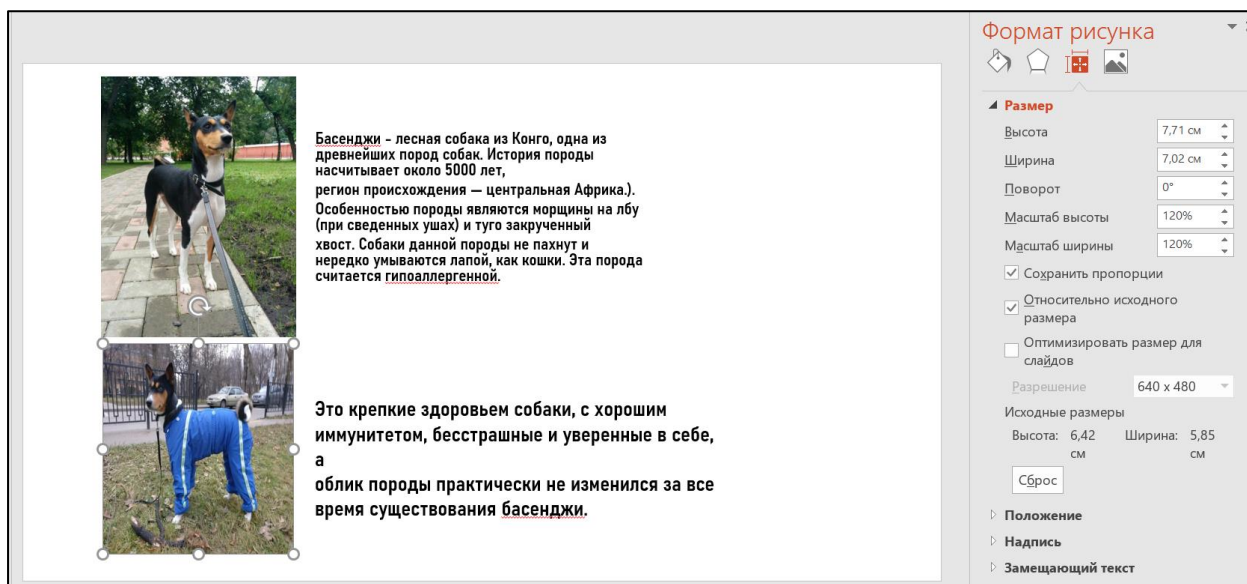 Басенджи - лесная собака из Конго, одна из
древнейших пород собак. История породы
насчитывает около 5000 лет,
регион происхождения — центральная Африка.).
Особенностью породы являются морщины на лбу
(при сведенных ушах) и туго закрученный
хвост. Собаки данной породы не пахнут и
нередко умываются лапой, как кошки. Эта порода
считается гипоаллергенной.
Это крепкие здоровьем собаки, с хорошим
иммунитетом, бесстрашные и уверенные в себе,
а
облик породы практически не изменился за все
время существования басенджи.
Формат рисунка
Размер
Высота 7,71 см
Ширина 7,02 см
Поворот 0°
Масштаб высоты 120%
Масштаб ширины 120%
Сохранить пропорции
Относительно исходного
размера
Оптимизировать размер для
слайдов
Разрешение 640 x 480
Исходные размеры
Высота: 6,42 Ширина: 5,85
см см
Сброс
Положение
Надпись
Замещающий текст